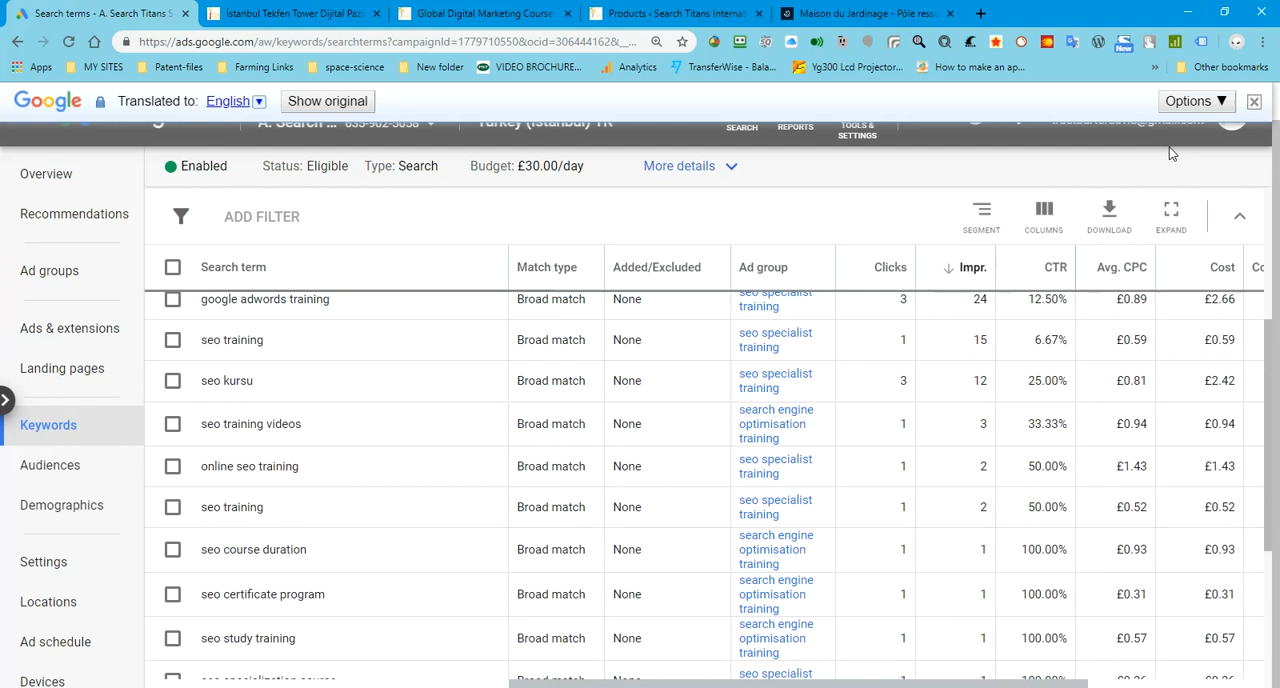 Search terms - A. Search Titans S
İstanbul Tekfen Tower Dijital Paza
Global Digital Marketing Course
Products ‹ Search Titans Internat
Maison du Jardinage - Pôle resso
https://ads.google.com/aw/keywords/searchterms?campaignId=1779710550&ocid=306444162&__...
Apps MY SITES Patent-files Farming Links space-science New folder VIDEO BROCHURE... Analytics TransferWise - Bala... Yg300 Lcd Projector... How to make an ap... » Other bookmarks
Google Translated to: English Show original Options ▼
SEARCH REPORTS TOOLS & SETTINGS
Enabled Status: Eligible Type: Search Budget: £30.00/day More details
Overview
Recommendations
Ad groups
Ads & extensions
Landing pages
Keywords
Audiences
Demographics
Settings
Locations
Ad schedule
Devices
ADD FILTER SEGMENT COLUMNS DOWNLOAD EXPAND
Search term Match type Added/Excluded Ad group Clicks Impr. CTR Avg. CPC Cost Co
google adwords training Broad match None seo specialist training 3 24 12.50% £0.89 £2.66
seo training Broad match None seo specialist training 1 15 6.67% £0.59 £0.59
seo kursu Broad match None seo specialist training 3 12 25.00% £0.81 £2.42
seo training videos Broad match None search engine optimisation training 1 3 33.33% £0.94 £0.94
online seo training Broad match None seo specialist training 1 2 50.00% £1.43 £1.43
seo training Broad match None seo specialist training 1 2 50.00% £0.52 £0.52
seo course duration Broad match None search engine optimisation training 1 1 100.00% £0.93 £0.93
seo certificate program Broad match None search engine optimisation training 1 1 100.00% £0.31 £0.31
seo study training Broad match None search engine optimisation training 1 1 100.00% £0.57 £0.57
seo specialist